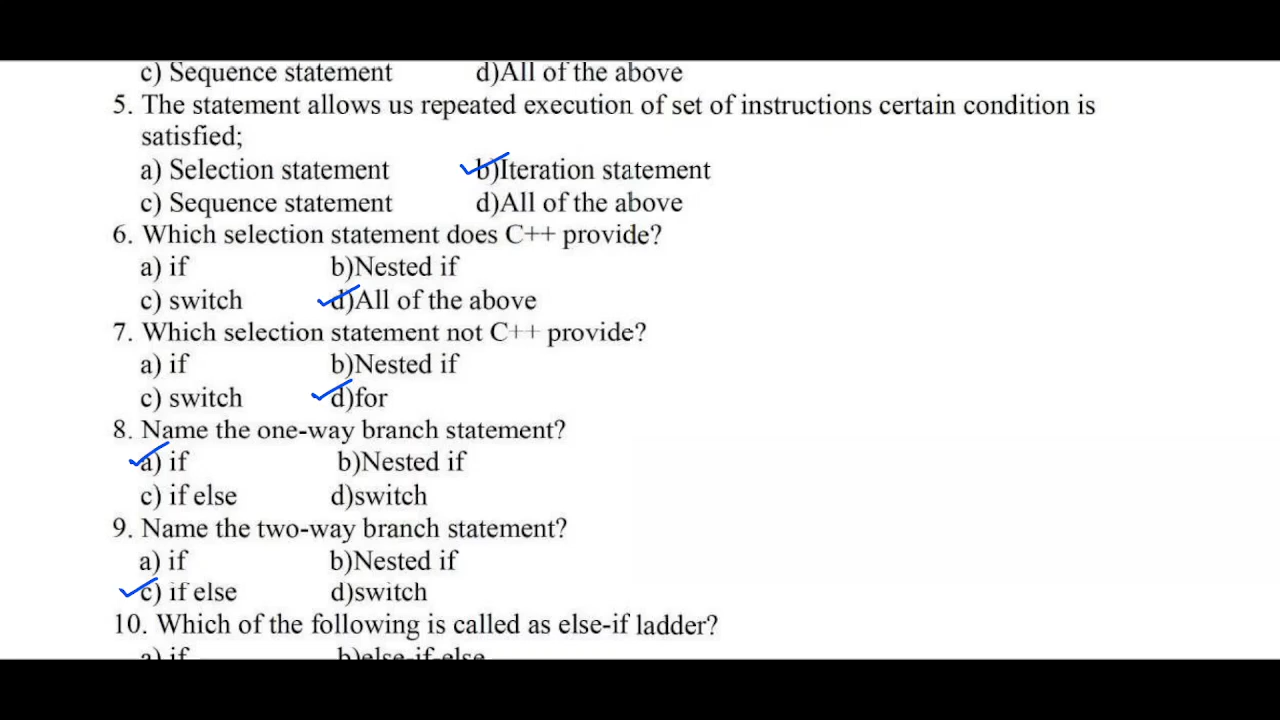 c) Sequence statement d)All of the above
5. The statement allows us repeated execution of set of instructions certain condition is
satisfied;
a) Selection statement b)Iteration statement
c) Sequence statement d)All of the above
6. Which selection statement does C++ provide?
a) if b)Nested if
c) switch d)All of the above
7. Which selection statement not C++ provide?
a) if b)Nested if
c) switch d)for
8. Name the one-way branch statement?
a) if b)Nested if
c) if else d)switch
9. Name the two-way branch statement?
a) if b)Nested if
c) if else d)switch
10. Which of the following is called as else-if ladder?
a) if b)else-if-else